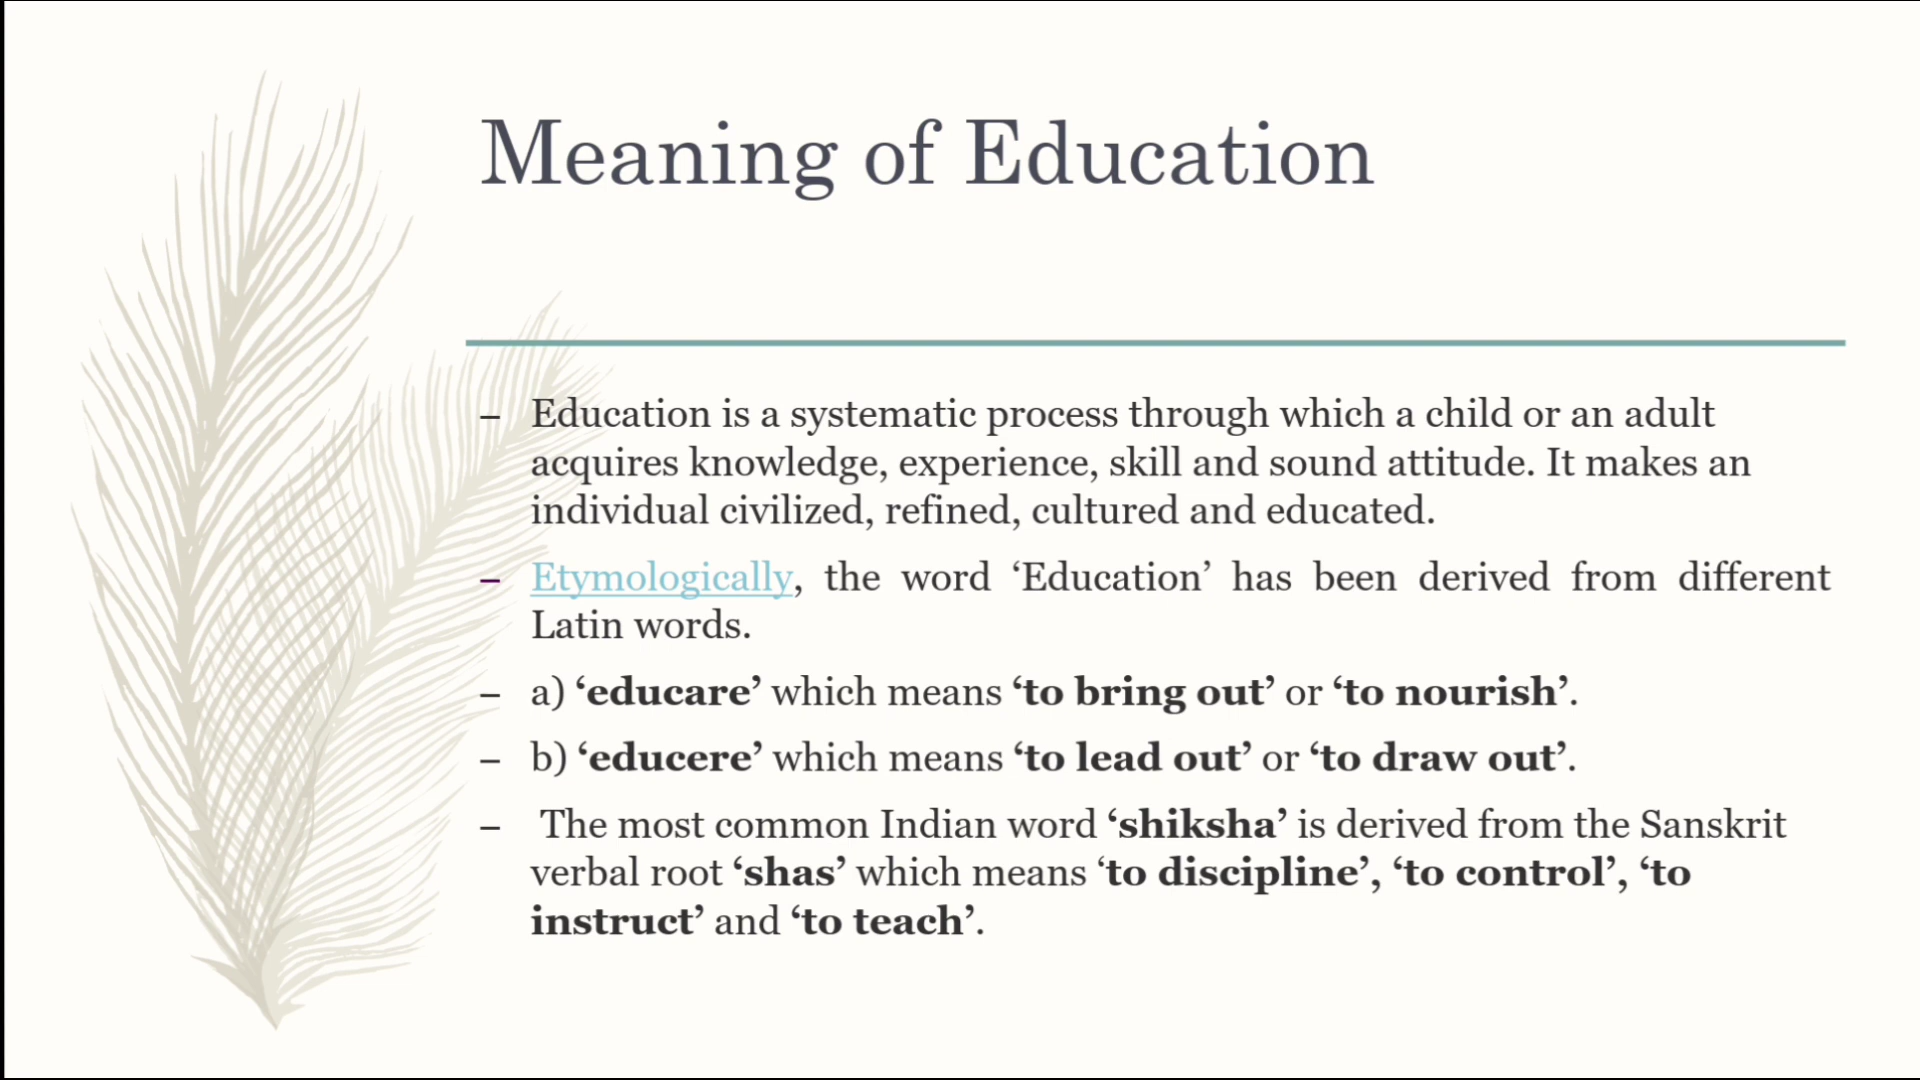 Meaning of Education
– Education is a systematic process through which a child or an adult
acquires knowledge, experience, skill and sound attitude. It makes an
individual civilized, refined, cultured and educated.
– Etymologically, the word ‘Education’ has been derived from different
Latin words.
– a) ‘educare’ which means ‘to bring out’ or ‘to nourish’.
– b) ‘educere’ which means ‘to lead out’ or ‘to draw out’.
– The most common Indian word ‘shiksha’ is derived from the Sanskrit
verbal root ‘shas’ which means ‘to discipline’, ‘to control’, ‘to
instruct’ and ‘to teach’.